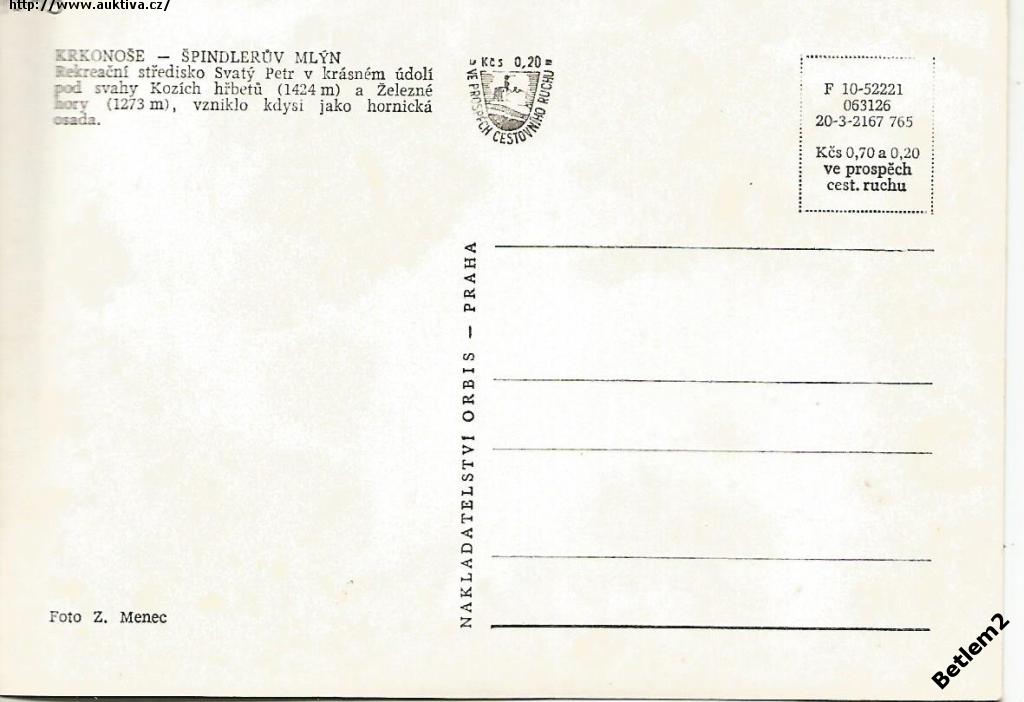 http://www.auktiva.cz/
KRKONOŠE — ŠPINDLERŮV MLÝN
Rekreační středisko Svatý Petr v krásném údolí
pod svahy Kozích hřbetů (1424 m) a Železné
hory (1273 m), vzniklo kdysi jako hornická
osada.
Kčs 0,20
VE PROSPĚCH CESTOVNÍHO RUCHU
F 10-52221
063126
20-3-2167 765
Kčs 0,70 a 0,20
ve prospěch
cest. ruchu
NAKLADATELSTVÍ ORBIS — PRAHA
Foto Z. Menec
Betlem2